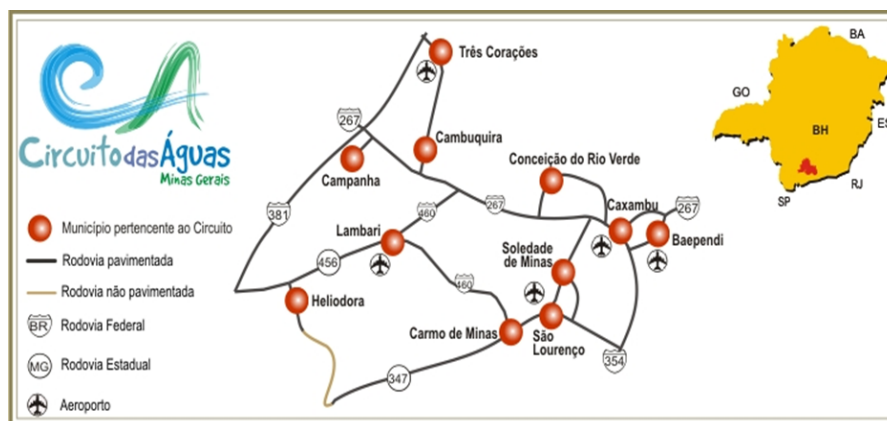 Circuito das Águas
Minas Gerais
Município pertencente ao Circuito
Rodovia pavimentada
Rodovia não pavimentada
BR Rodovia Federal
MG Rodovia Estadual
Aeroporto
Três Corações
267
Cambuquira
Campanha
Conceição do Rio Verde
381
Lambari
460
267
Caxambu
267
Baependi
456
Soledade
de Minas
Heliodora
460
Carmo de Minas
São
Lourenço
354
347
BA
GO
ES
BH
SP
RJ